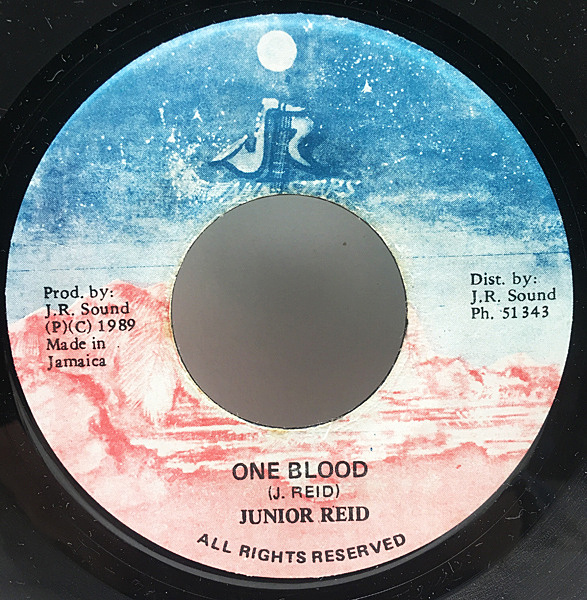 JR
Prod. by:
J.R. Sound
(P)(C) 1989
Made in
Jamaica
Dist. by:
J.R. Sound
Ph. 51343
ONE BLOOD
(J. REID)
JUNIOR REID
ALL RIGHTS RESERVED